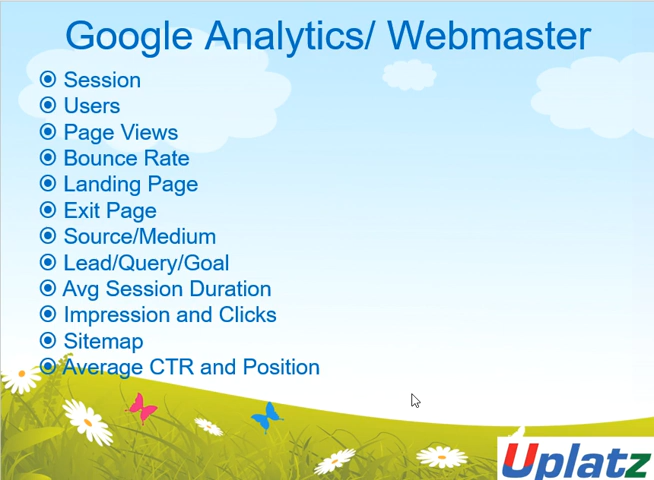 Google Analytics/ Webmaster
Session
Users
Page Views
Bounce Rate
Landing Page
Exit Page
Source/Medium
Lead/Query/Goal
Avg Session Duration
Impression and Clicks
Sitemap
Average CTR and Position
Uplatz